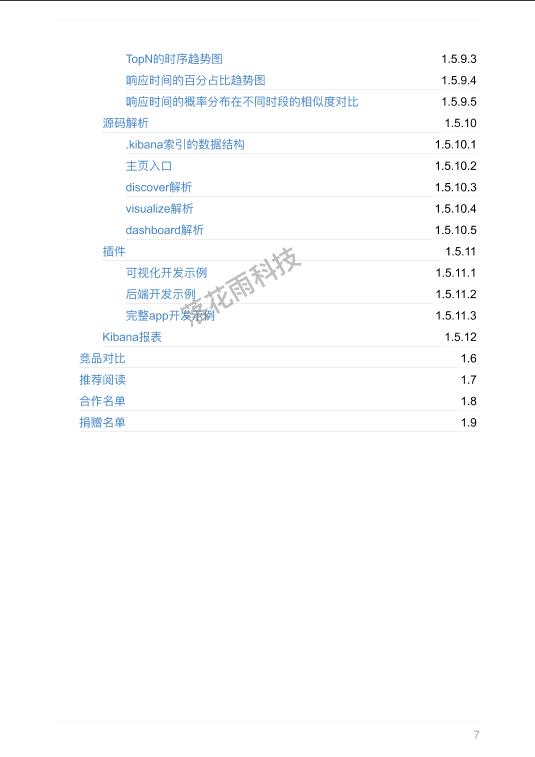 TopN的时序趋势图 1.5.9.3
响应时间的百分占比趋势图 1.5.9.4
响应时间的概率分布在不同时段的相似度对比 1.5.9.5
源码解析 1.5.10
.kibana索引的数据结构 1.5.10.1
主页入口 1.5.10.2
discover解析 1.5.10.3
visualize解析 1.5.10.4
dashboard解析 1.5.10.5
插件 1.5.11
可视化开发示例 1.5.11.1
后端开发示例 1.5.11.2
完整app开发示例 1.5.11.3
落花雨科技
Kibana报表 1.5.12
竞品对比 1.6
推荐阅读 1.7
合作名单 1.8
捐赠名单 1.9
7